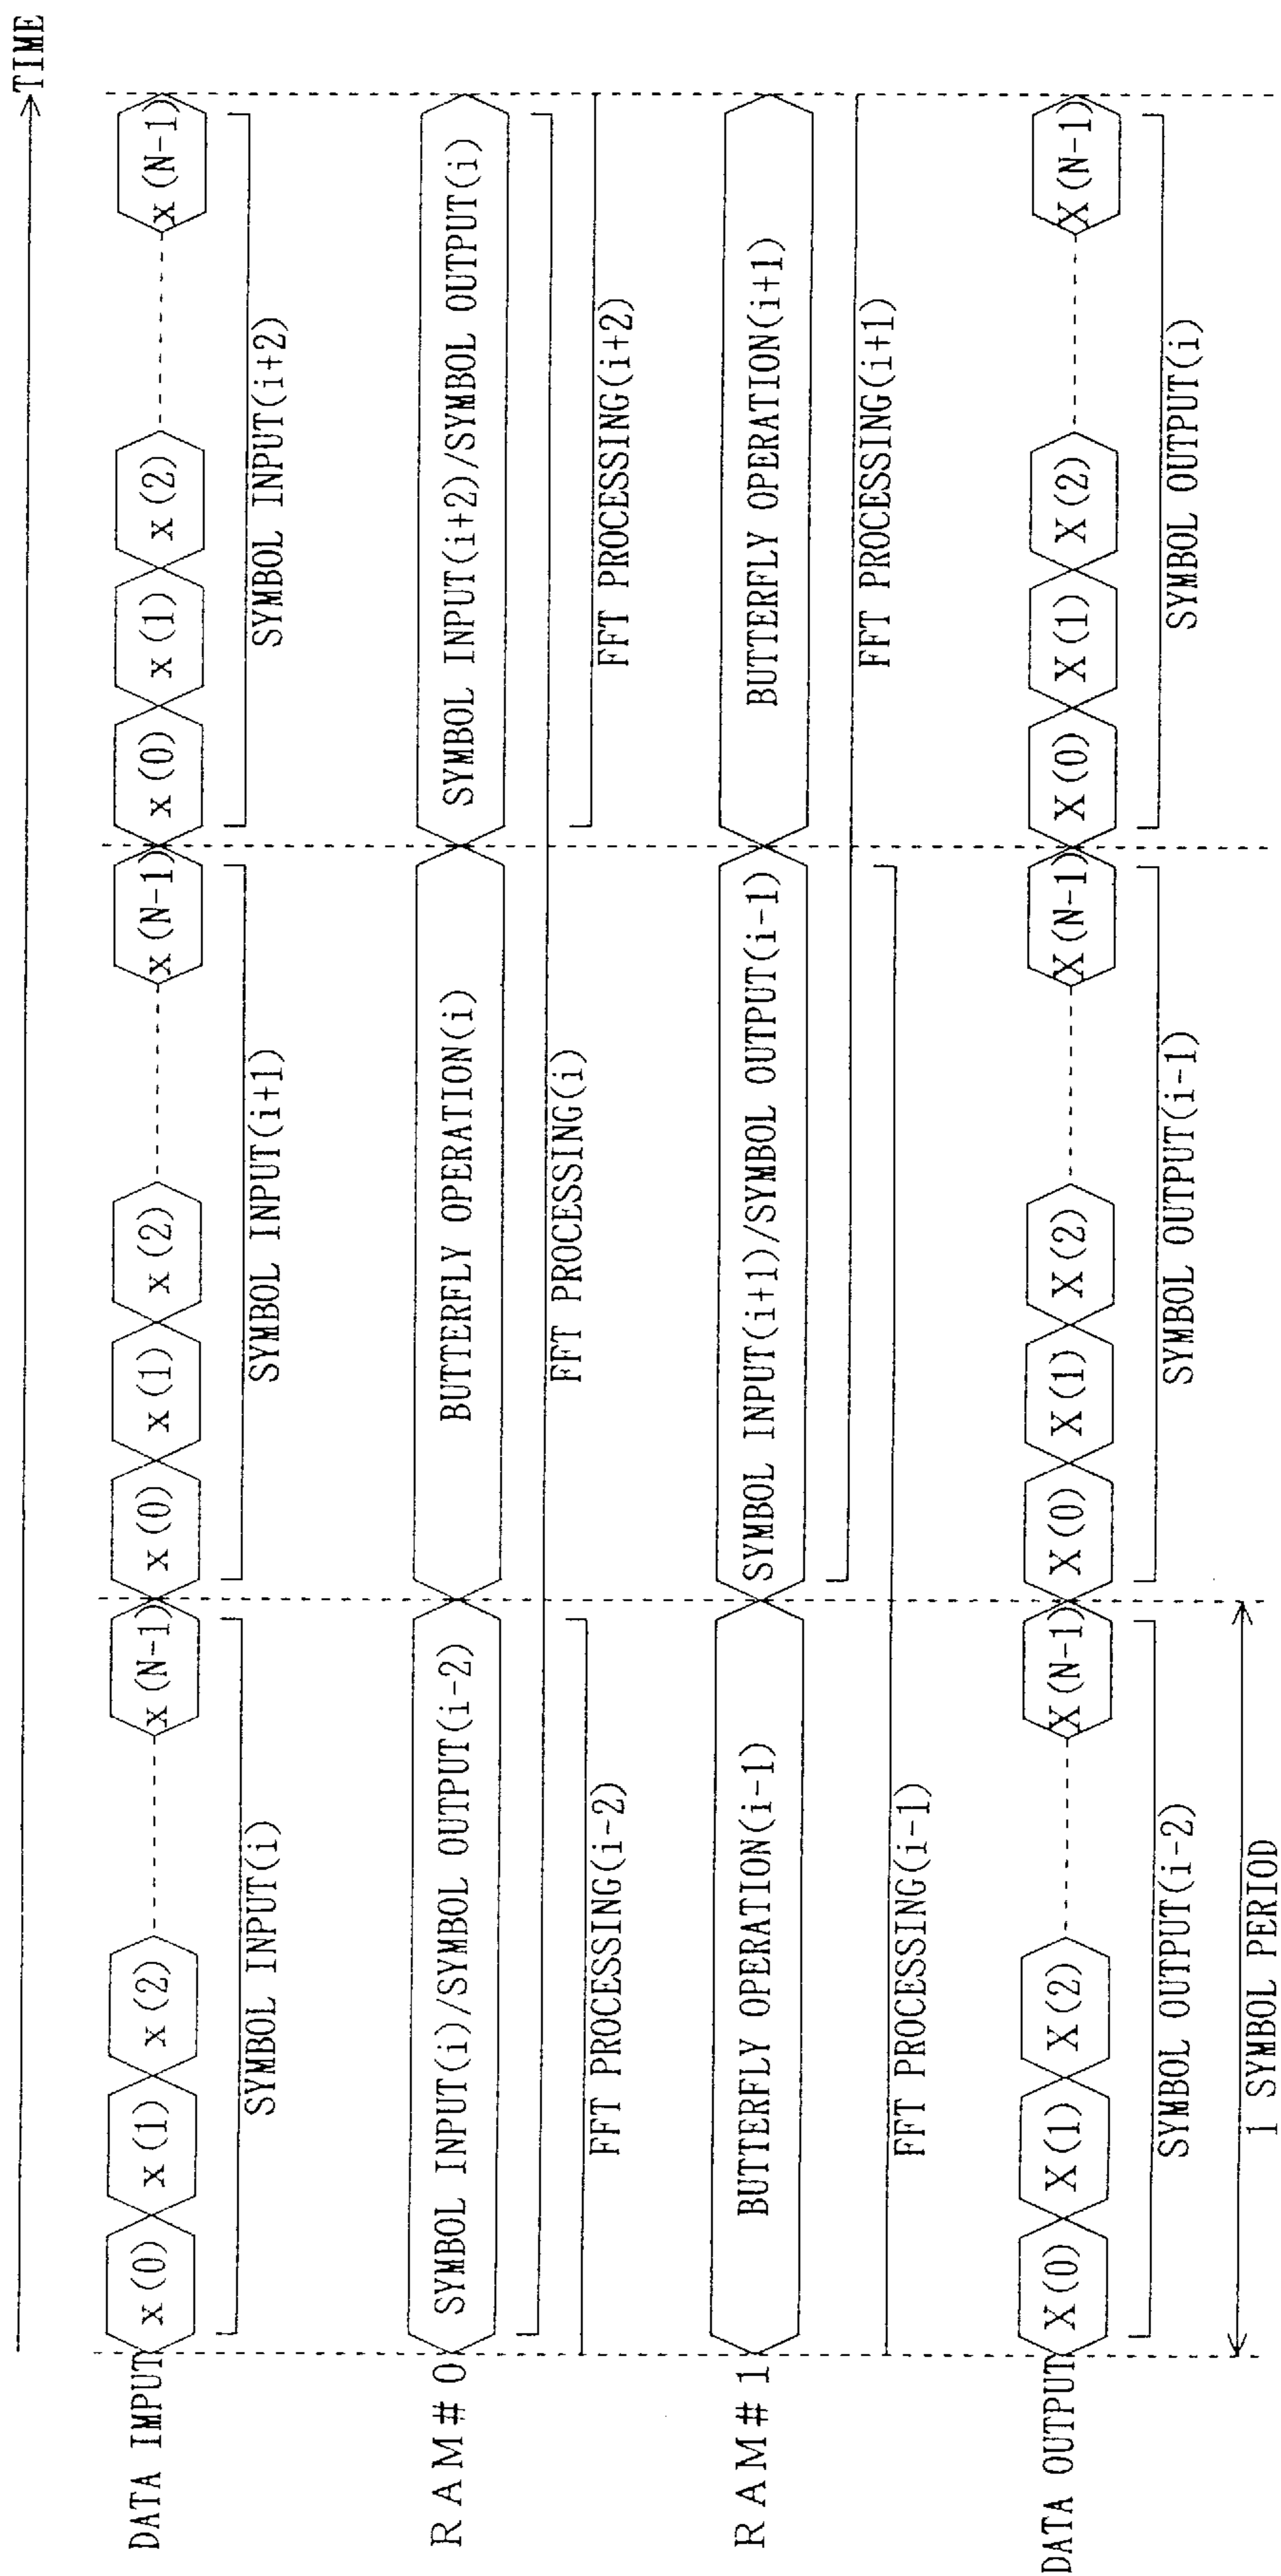 TIME
DATA IMPUT
x(0) x(1) x(2) x(N-1) x(0) x(1) x(2) x(N-1) x(0) x(1) x(2) x(N-1)
SYMBOL INPUT(i) SYMBOL INPUT(i+1) SYMBOL INPUT(i+2)
RAM#0
SYMBOL INPUT(i)/SYMBOL OUTPUT(i-2) BUTTERFLY OPERATION(i) SYMBOL INPUT(i+2)/SYMBOL OUTPUT(i)
FFT PROCESSING(i)
FFT PROCESSING(i-2) FFT PROCESSING(i+2)
RAM#1
BUTTERFLY OPERATION(i-1) SYMBOL INPUT(i+1)/SYMBOL OUTPUT(i-1) BUTTERFLY OPERATION(i+1)
FFT PROCESSING(i+1)
FFT PROCESSING(i-1)
DATA OUTPUT
X(0) X(1) X(2) X(N-1) X(0) X(1) X(2) X(N-1) X(0) X(1) X(2) X(N-1)
SYMBOL OUTPUT(i-2) SYMBOL OUTPUT(i-1) SYMBOL OUTPUT(i)
1 SYMBOL PERIOD